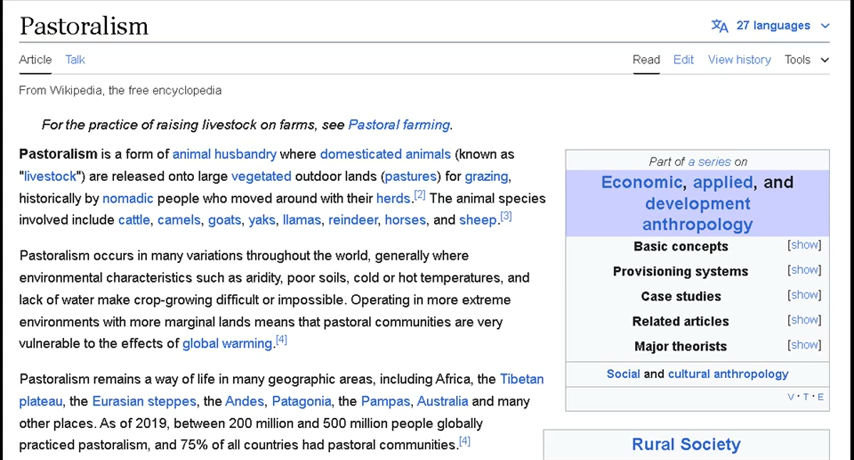 Pastoralism
27 languages
Article Talk
Read Edit View history Tools
From Wikipedia, the free encyclopedia
For the practice of raising livestock on farms, see Pastoral farming.
Pastoralism is a form of animal husbandry where domesticated animals (known as
"livestock") are released onto large vegetated outdoor lands (pastures) for grazing,
historically by nomadic people who moved around with their herds.[2] The animal species
involved include cattle, camels, goats, yaks, llamas, reindeer, horses, and sheep.[3]
Pastoralism occurs in many variations throughout the world, generally where
environmental characteristics such as aridity, poor soils, cold or hot temperatures, and
lack of water make crop-growing difficult or impossible. Operating in more extreme
environments with more marginal lands means that pastoral communities are very
vulnerable to the effects of global warming.[4]
Pastoralism remains a way of life in many geographic areas, including Africa, the Tibetan
plateau, the Eurasian steppes, the Andes, Patagonia, the Pampas, Australia and many
other places. As of 2019, between 200 million and 500 million people globally
practiced pastoralism, and 75% of all countries had pastoral communities.[4]
Part of a series on
Economic, applied, and
development
anthropology
Basic concepts [show]
Provisioning systems [show]
Case studies [show]
Related articles [show]
Major theorists [show]
Social and cultural anthropology
V · T · E
Rural Society